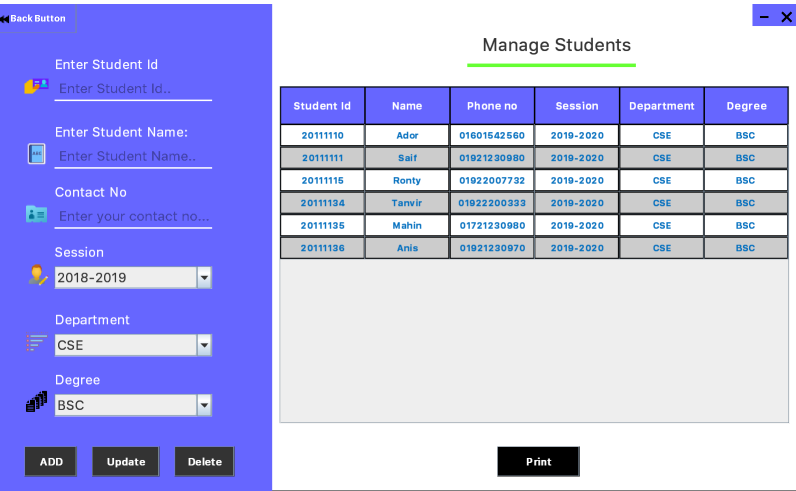 Back Button
Enter Student Id
Enter Student Id..
Enter Student Name:
Enter Student Name..
Contact No
Enter your contact no...
Session
2018-2019
Department
CSE
Degree
BSC
ADD Update Delete
Manage Students
Student Id Name Phone no Session Department Degree
20111110 Ador 01601542560 2019-2020 CSE BSC
20111111 Saif 01921230980 2019-2020 CSE BSC
20111115 Ronty 01922007732 2019-2020 CSE BSC
20111134 Tanvir 01922200333 2019-2020 CSE BSC
20111135 Mahin 01721230980 2019-2020 CSE BSC
20111136 Anis 01921230970 2019-2020 CSE BSC
Print